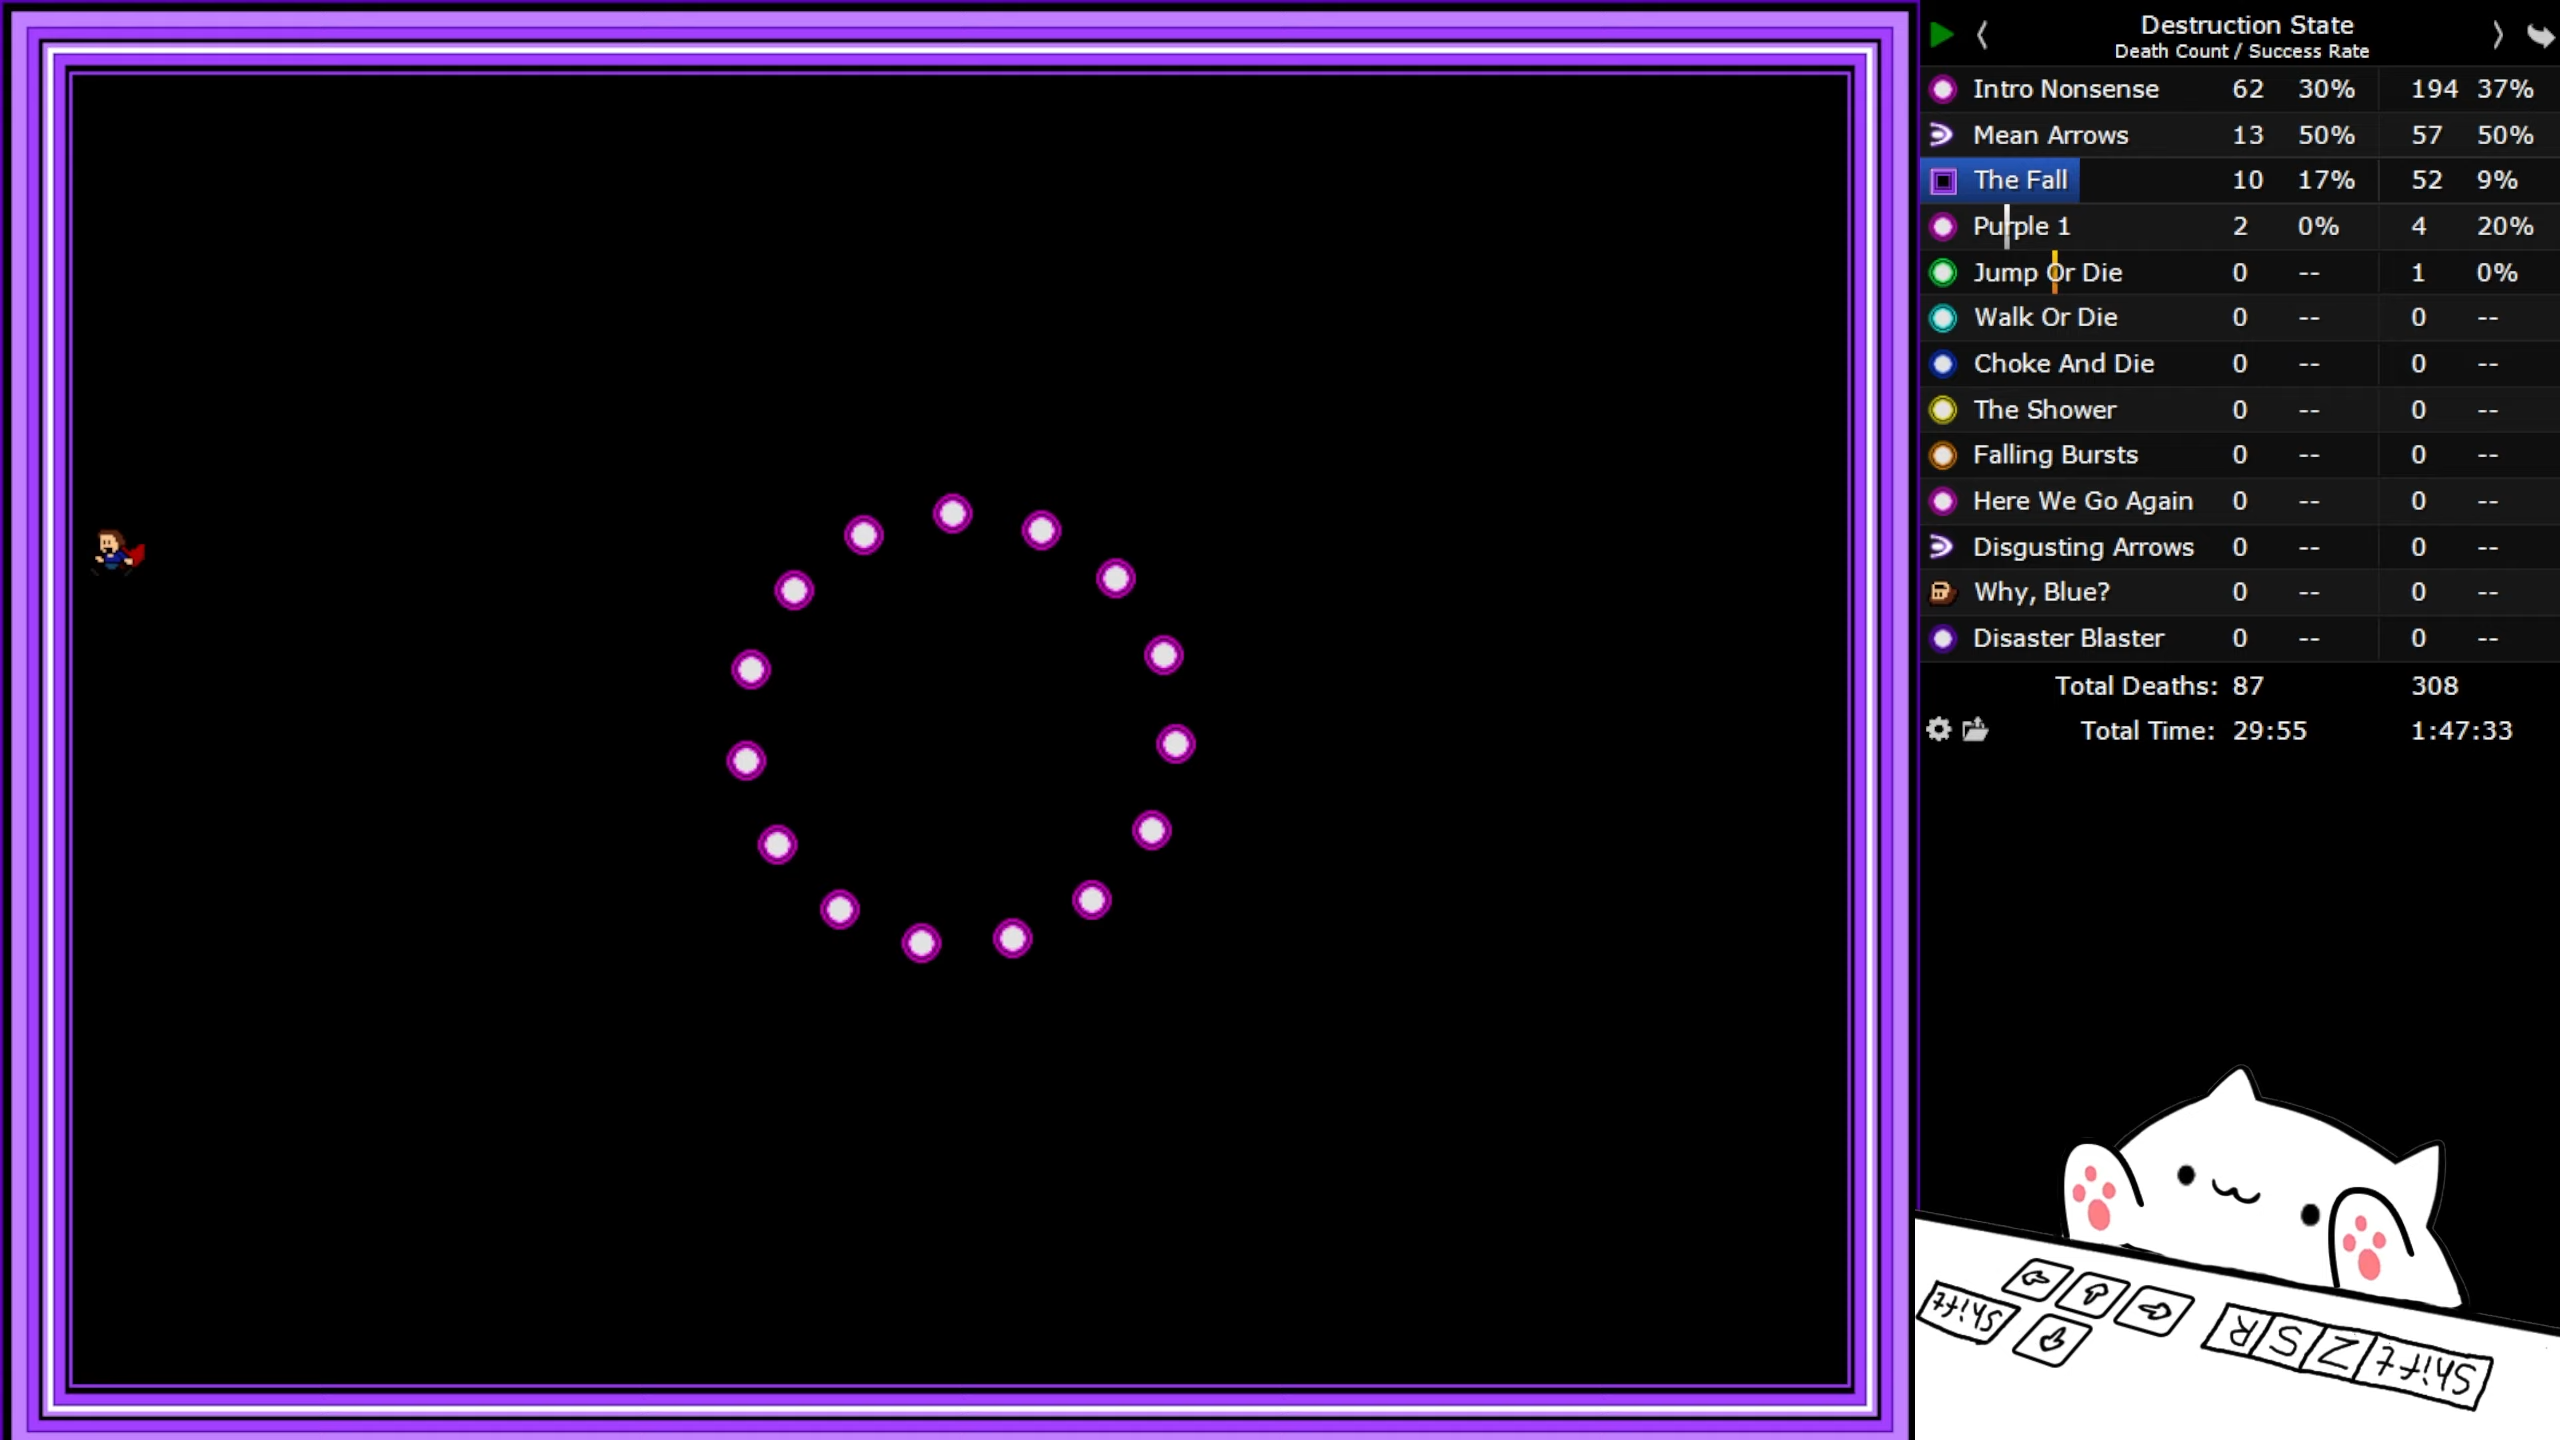 Destruction State
Death Count / Success Rate
Intro Nonsense 62 30% 194 37%
Mean Arrows 13 50% 57 50%
The Fall 10 17% 52 9%
Purple 1 2 0% 4 20%
Jump Or Die 0 -- 1 0%
Walk Or Die 0 -- 0 --
Choke And Die 0 -- 0 --
The Shower 0 -- 0 --
Falling Bursts 0 -- 0 --
Here We Go Again 0 -- 0 --
Disgusting Arrows 0 -- 0 --
Why, Blue? 0 -- 0 --
Disaster Blaster 0 -- 0 --
Total Deaths: 87 308
Total Time: 29:55 1:47:33
Shift
R S Z Shift